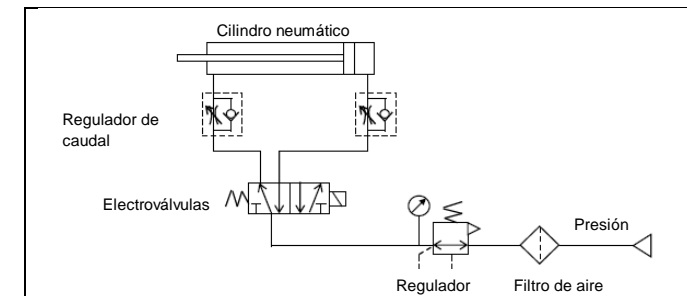 Cilindro neumático
Regulador de
caudal
Electroválvulas
Presión
Regulador
Filtro de aire